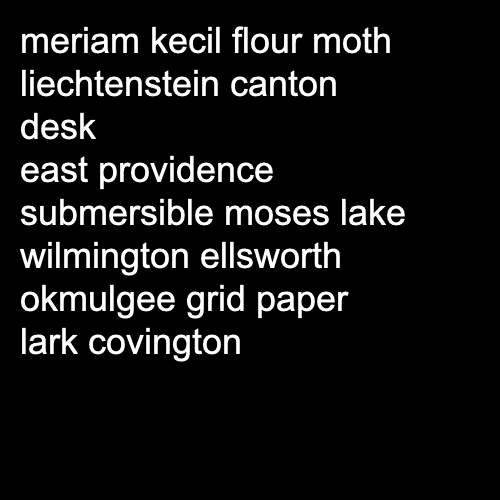 meriam kecil flour moth
liechtenstein canton
desk
east providence
submersible moses lake
wilmington ellsworth
okmulgee grid paper
lark covington